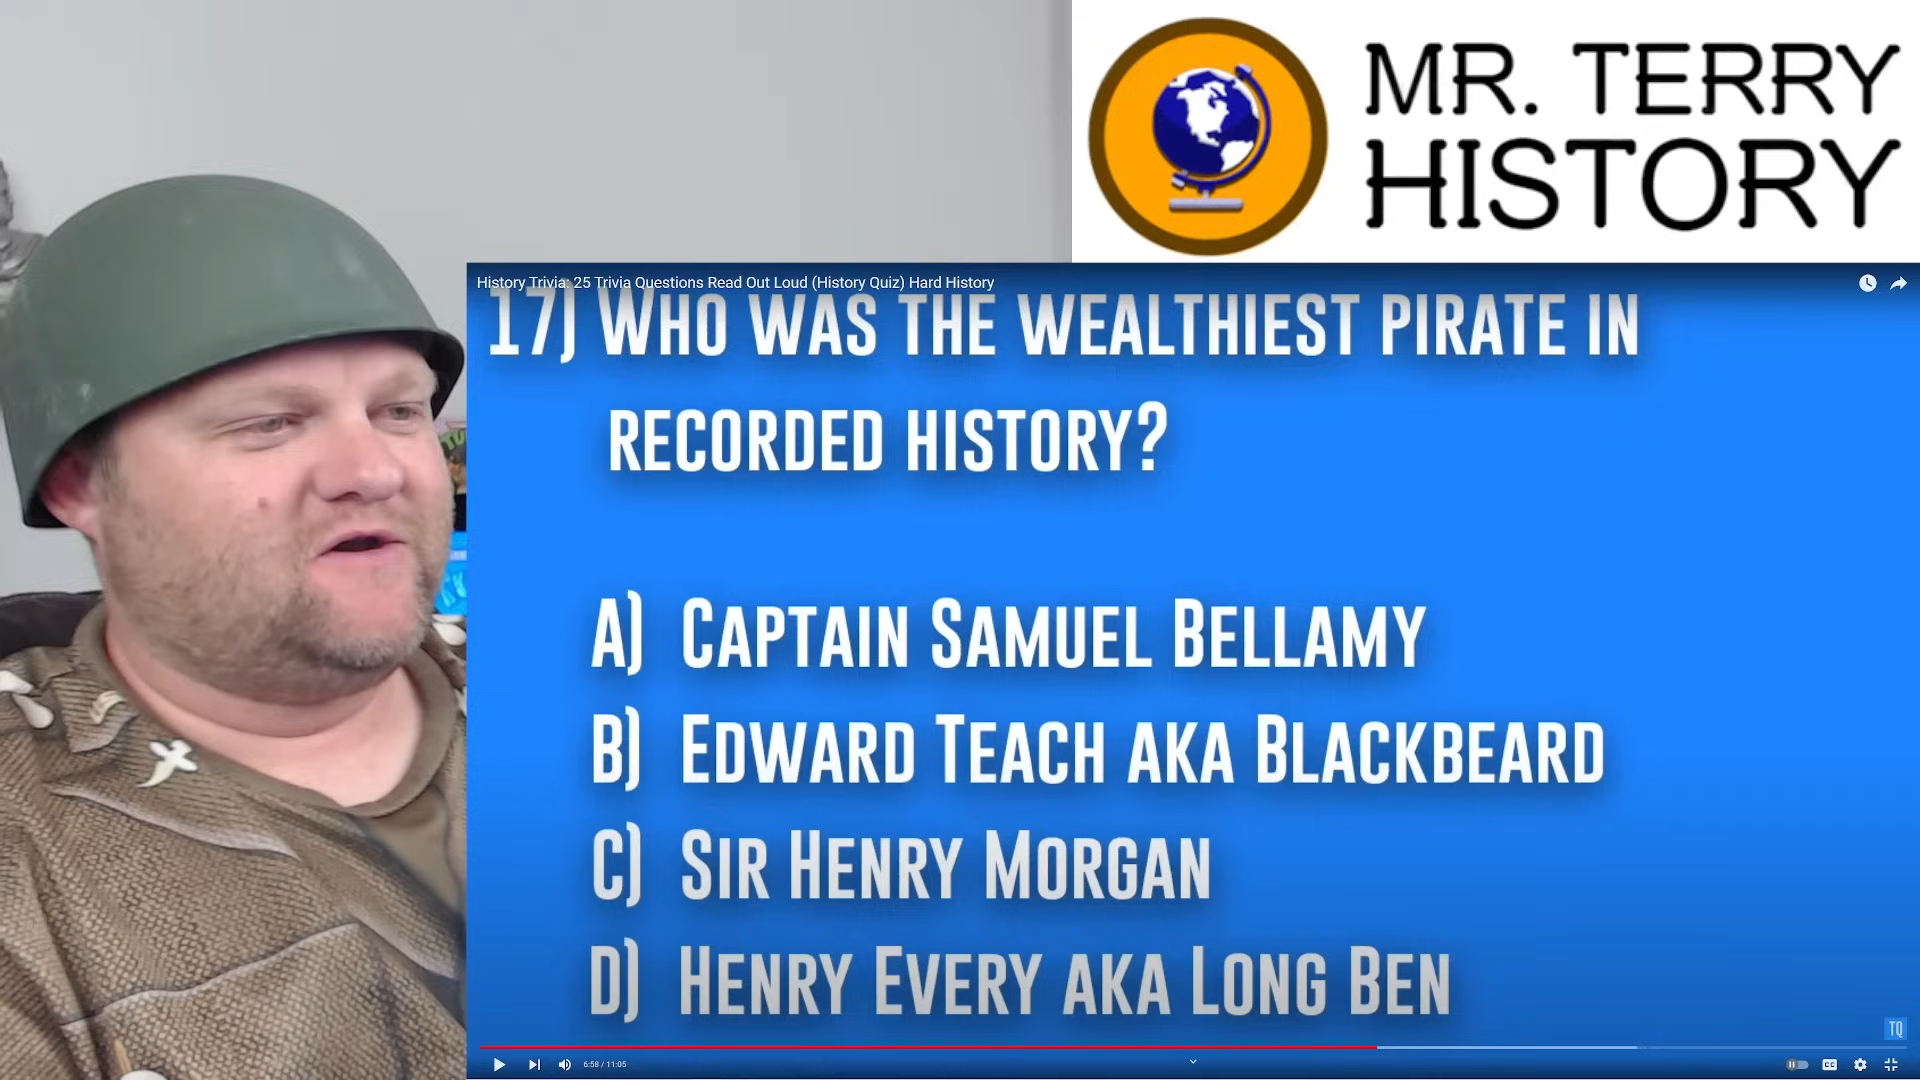 MR. TERRY
HISTORY
History Trivia: 25 Trivia Questions Read Out Loud (History Quiz) Hard History
17) WHO WAS THE WEALTHIEST PIRATE IN
RECORDED HISTORY?
A) CAPTAIN SAMUEL BELLAMY
B) EDWARD TEACH AKA BLACKBEARD
C) SIR HENRY MORGAN
D) HENRY EVERY AKA LONG BEN
TQ
6:58 / 11:05
CC